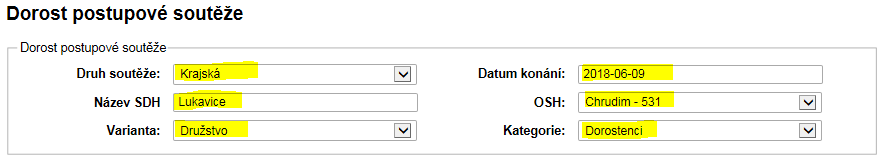 Dorost postupové soutěže
Dorost postupové soutěže
Druh soutěže: Krajská Datum konání: 2018-06-09
Název SDH Lukavice OSH: Chrudim - 531
Varianta: Družstvo Kategorie: Dorostenci